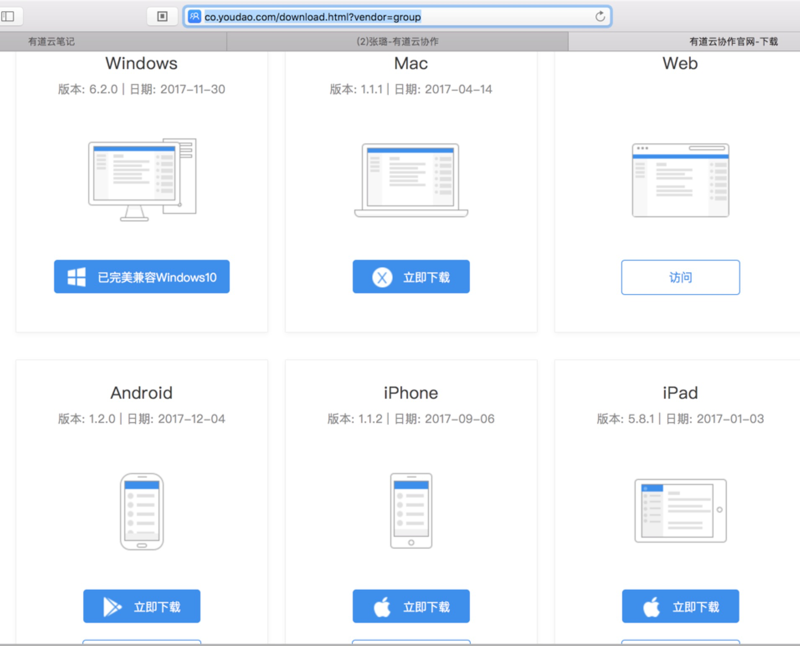 co.youdao.com/download.html?vendor=group
有道云笔记
(2)张璐-有道云协作
有道云协作官网-下载
Windows
版本: 6.2.0 | 日期: 2017-11-30
已完美兼容Windows10
Mac
版本: 1.1.1 | 日期: 2017-04-14
立即下载
Web
访问
Android
版本: 1.2.0 | 日期: 2017-12-04
立即下载
iPhone
版本: 1.1.2 | 日期: 2017-09-06
立即下载
iPad
版本: 5.8.1 | 日期: 2017-01-03
立即下载